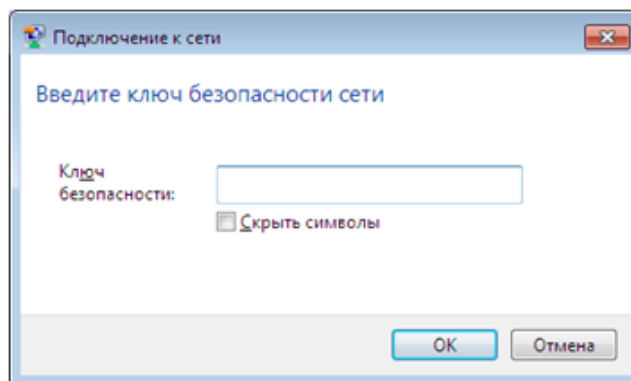 Подключение к сети
Введите ключ безопасности сети
Ключ
безопасности:
Скрыть символы
OK
Отмена